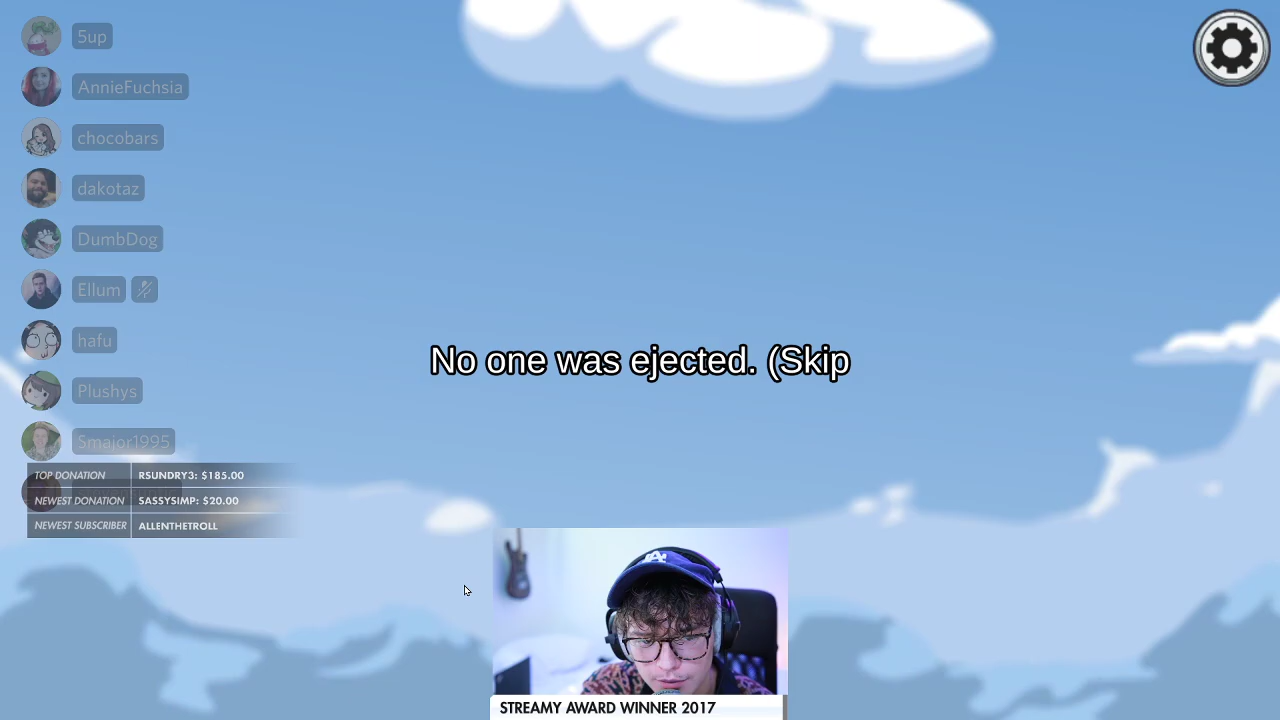 5up
AnnieFuchsia
chocobars
dakotaz
DumbDog
Ellum
hafu
No one was ejected. (Skip
Plushys
Smajor1995
TOP DONATION RSUNDRY3: $185.00
NEWEST DONATION SASSYSIMP: $20.00
NEWEST SUBSCRIBER ALLENTHETROLL
STREAMY AWARD WINNER 2017